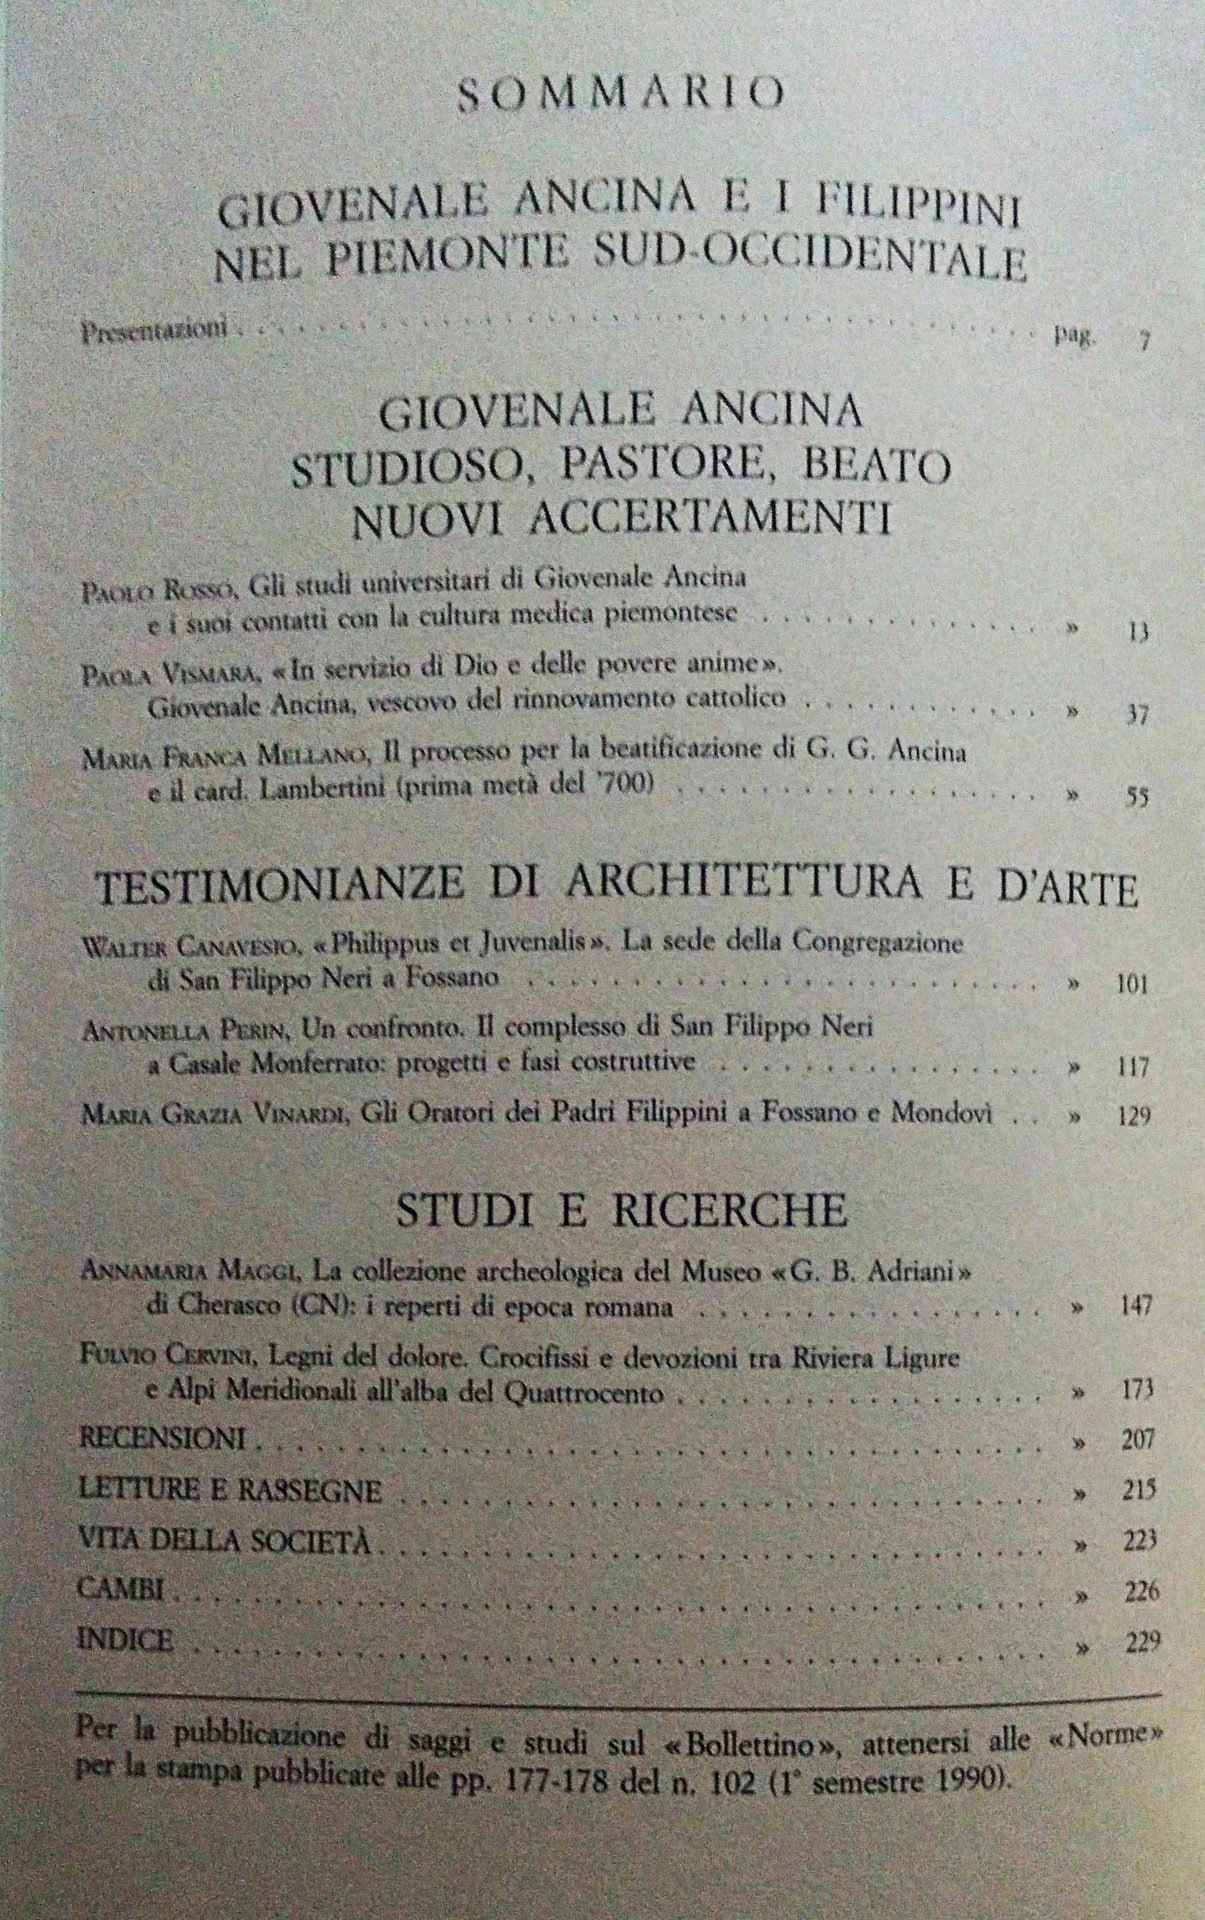 SOMMARIO
GIOVENALE ANCINA E I FILIPPINI
NEL PIEMONTE SUD-OCCIDENTALE
Presentazioni . . . . . . . . . . . . . . . . . . . . pag. 7
GIOVENALE ANCINA
STUDIOSO, PASTORE, BEATO
NUOVI ACCERTAMENTI
PAOLO ROSSO, Gli studi universitari di Giovenale Ancina
e i suoi contatti con la cultura medica piemontese . . . . . . . . . . . . » 13
PAOLA VISMARA, «In servizio di Dio e delle povere anime».
Giovenale Ancina, vescovo del rinnovamento cattolico . . . . . . . . . . » 37
MARIA FRANCA MELLANO, Il processo per la beatificazione di G. G. Ancina
e il card. Lambertini (prima metà del '700) . . . . . . . . . . . . . . . » 55
TESTIMONIANZE DI ARCHITETTURA E D'ARTE
WALTER CANAVESIO, «Philippus et Juvenalis». La sede della Congregazione
di San Filippo Neri a Fossano . . . . . . . . . . . . . . . . . . . . » 101
ANTONELLA PERIN, Un confronto. Il complesso di San Filippo Neri
a Casale Monferrato: progetti e fasi costruttive . . . . . . . . . . . . . » 117
MARIA GRAZIA VINARDI, Gli Oratori dei Padri Filippini a Fossano e Mondovì . . » 129
STUDI E RICERCHE
ANNAMARIA MAGGI, La collezione archeologica del Museo «G. B. Adriani»
di Cherasco (CN): i reperti di epoca romana . . . . . . . . . . . . . . » 147
FULVIO CERVINI, Legni del dolore. Crocifissi e devozioni tra Riviera Ligure
e Alpi Meridionali all'alba del Quattrocento . . . . . . . . . . . . . . » 173
RECENSIONI . . . . . . . . . . . . . . . . . . . . » 207
LETTURE E RASSEGNE . . . . . . . . . . . . . . . . . . . . » 215
VITA DELLA SOCIETÀ . . . . . . . . . . . . . . . . . . . . » 223
CAMBI . . . . . . . . . . . . . . . . . . . . » 226
INDICE . . . . . . . . . . . . . . . . . . . . » 229
Per la pubblicazione di saggi e studi sul «Bollettino», attenersi alle «Norme»
per la stampa pubblicate alle pp. 177-178 del n. 102 (1° semestre 1990).